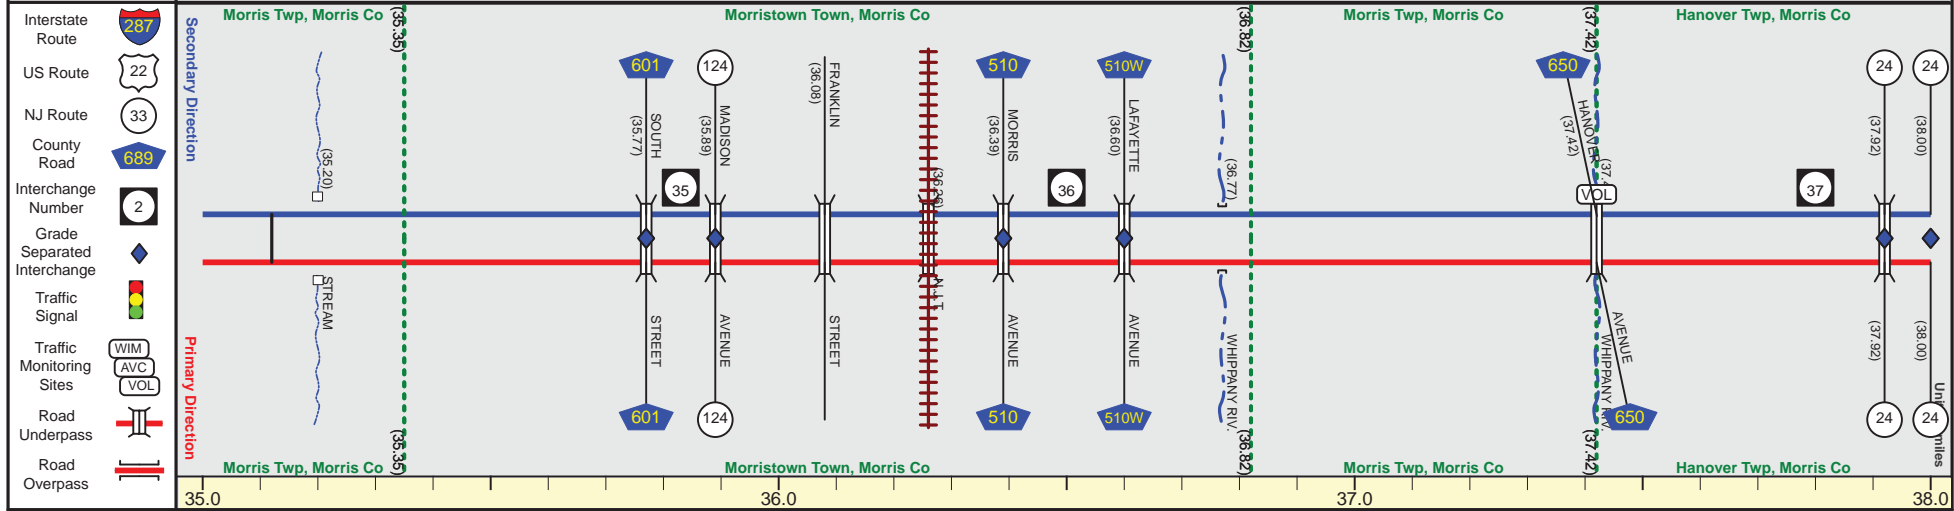 Interstate
Route
287
US Route
22
NJ Route
33
County
Road
689
Interchange
Number
2
Grade
Separated
Interchange
Traffic
Signal
Traffic
Monitoring
Sites
WIM
AVC
VOL
Road
Underpass
Road
Overpass
Secondary Direction
Primary Direction
Morris Twp, Morris Co
(35.35)
Morristown Town, Morris Co
(36.82)
Morris Twp, Morris Co
(37.42)
Hanover Twp, Morris Co
601
124
510
510W
650
24
24
(35.20)
SOUTH
(35.77)
MADISON
(35.89)
FRANKLIN
(36.08)
(36.26)
MORRIS
(36.39)
LAFAYETTE
(36.60)
(36.77)
HANOVER
(37.42)
(37.4
(37.92)
(38.00)
35
36
37
VOL
STREAM
STREET
AVENUE
STREET
N.J.T.
AVENUE
AVENUE
WHIPPANY RIV.
AVENUE
WHIPPANY RIV.
(37.92)
(38.00)
601
124
510
510W
650
24
24
miles
Morris Twp, Morris Co
(35.35)
Morristown Town, Morris Co
(36.82)
Morris Twp, Morris Co
(37.42)
Hanover Twp, Morris Co
35.0
36.0
37.0
38.0